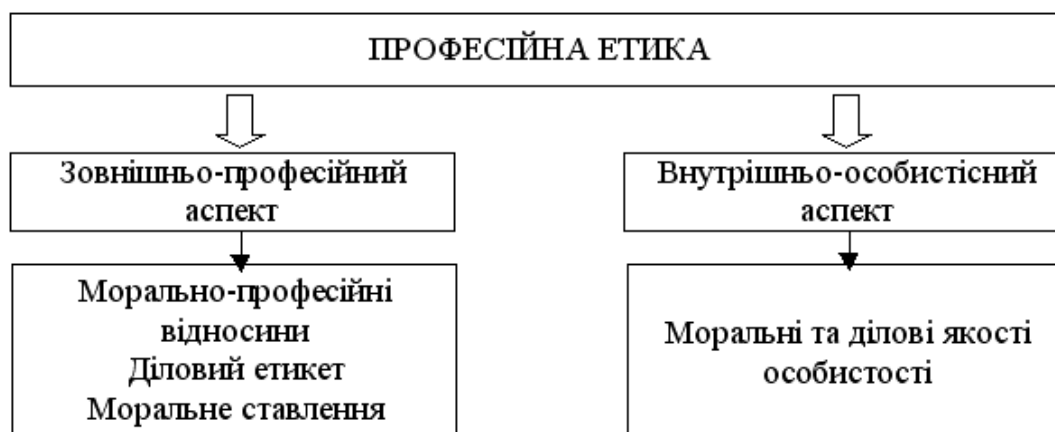 ПРОФЕСІЙНА ЕТИКА
Зовнішньо-професійний
аспект
Внутрішньо-особистісний
аспект
Морально-професійні
відносини
Діловий етикет
Моральне ставлення
Моральні та ділові якості
особистості